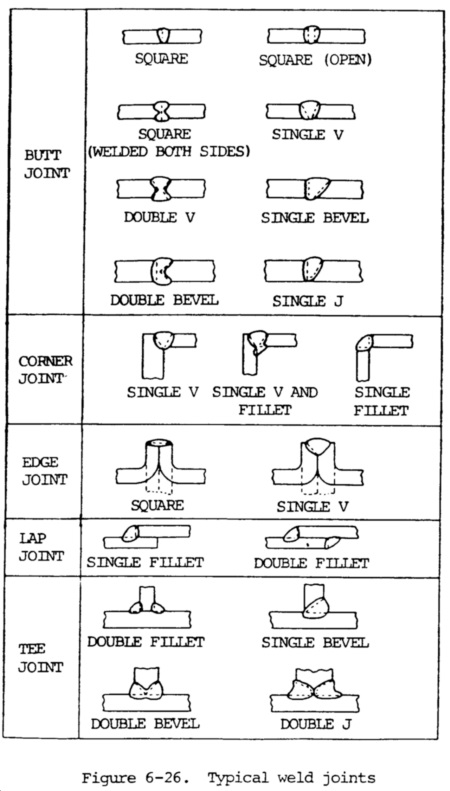 BUTT
JOINT
SQUARE
SQUARE (OPEN)
SQUARE
(WELDED BOTH SIDES)
SINGLE V
DOUBLE V
SINGLE BEVEL
DOUBLE BEVEL
SINGLE J
CORNER
JOINT
SINGLE V
SINGLE V AND
FILLET
SINGLE
FILLET
EDGE
JOINT
SQUARE
SINGLE V
LAP
JOINT
SINGLE FILLET
DOUBLE FILLET
TEE
JOINT
DOUBLE FILLET
SINGLE BEVEL
DOUBLE BEVEL
DOUBLE J
Figure 6-26. Typical weld joints